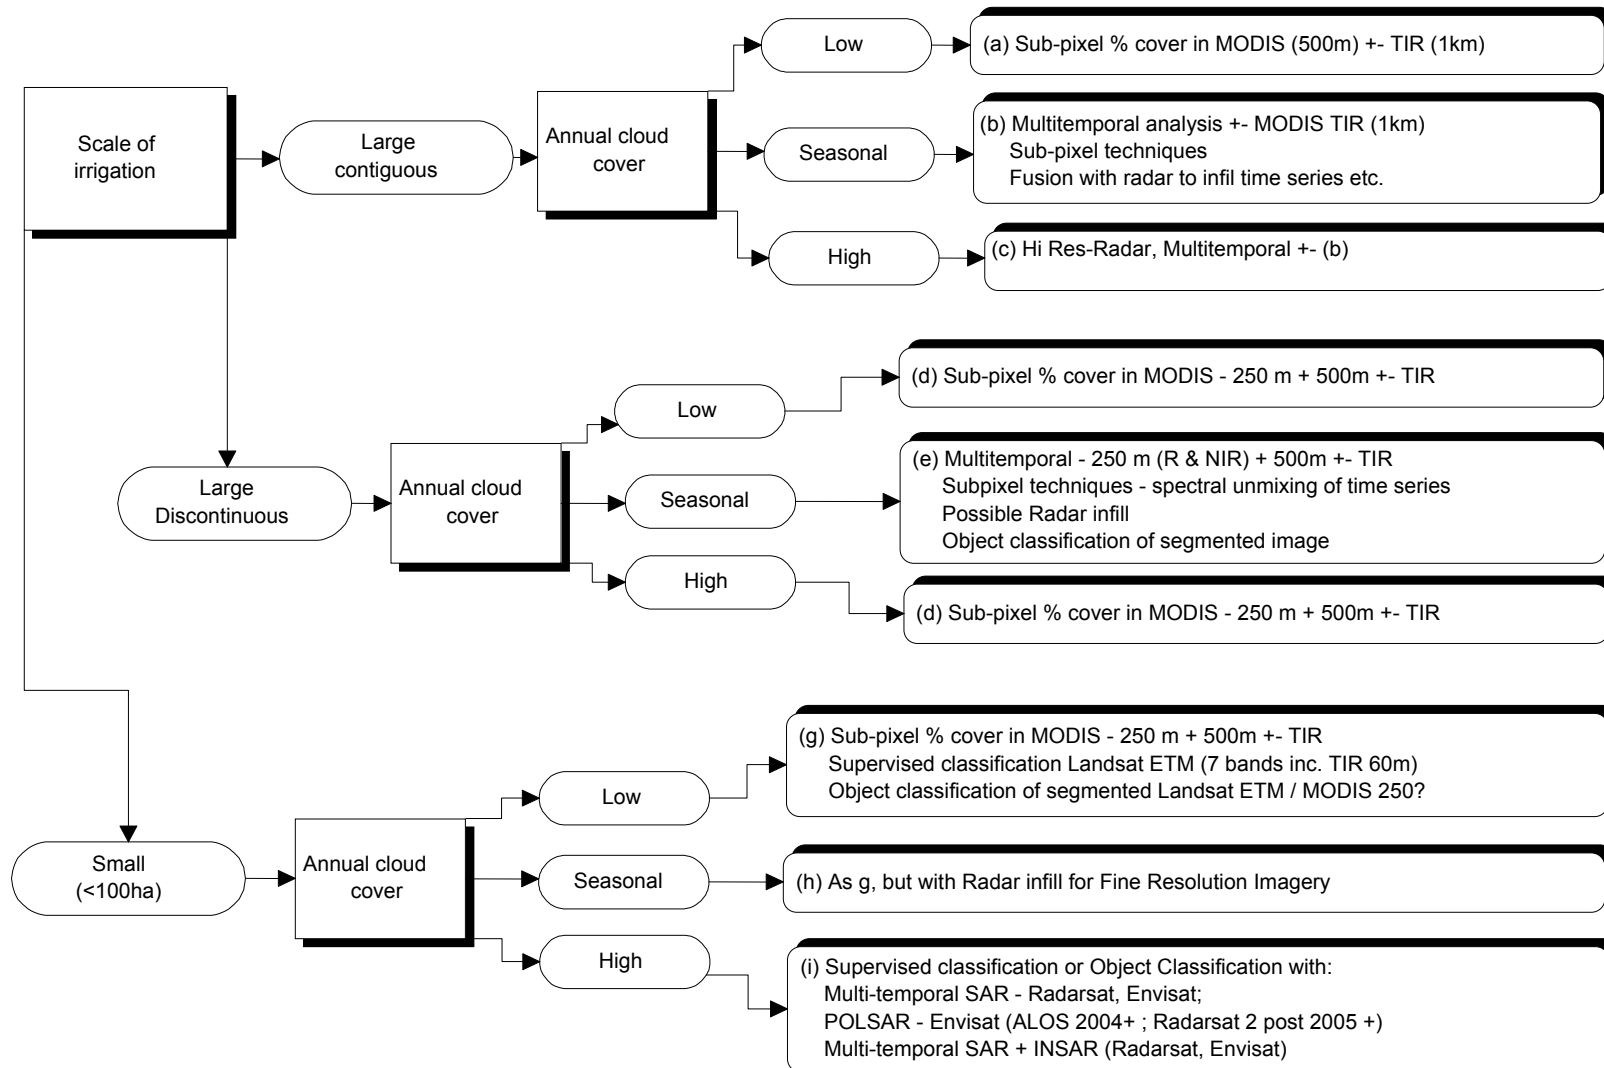 Scale of
irrigation
Large
contiguous
Annual cloud
cover
Low
(a) Sub-pixel % cover in MODIS (500m) +- TIR (1km)
Seasonal
(b) Multitemporal analysis +- MODIS TIR (1km)
Sub-pixel techniques
Fusion with radar to infil time series etc.
High
(c) Hi Res-Radar, Multitemporal +- (b)
Large
Discontinuous
Annual cloud
cover
Low
(d) Sub-pixel % cover in MODIS - 250 m + 500m +- TIR
Seasonal
(e) Multitemporal - 250 m (R & NIR) + 500m +- TIR
Subpixel techniques - spectral unmixing of time series
Possible Radar infill
Object classification of segmented image
High
(d) Sub-pixel % cover in MODIS - 250 m + 500m +- TIR
Small
(<100ha)
Annual cloud
cover
Low
(g) Sub-pixel % cover in MODIS - 250 m + 500m +- TIR
Supervised classification Landsat ETM (7 bands inc. TIR 60m)
Object classification of segmented Landsat ETM / MODIS 250?
Seasonal
(h) As g, but with Radar infill for Fine Resolution Imagery
High
(i) Supervised classification or Object Classification with:
Multi-temporal SAR - Radarsat, Envisat;
POLSAR - Envisat (ALOS 2004+ ; Radarsat 2 post 2005 +)
Multi-temporal SAR + INSAR (Radarsat, Envisat)